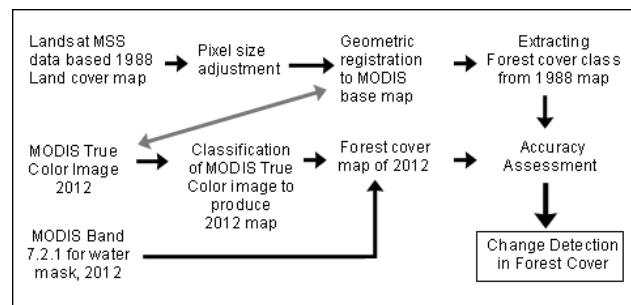 Landsat MSS
data based 1988
Land cover map
Pixel size
adjustment
Geometric
registration
to MODIS
base map
Extracting
Forest cover class
from 1988 map
MODIS True
Color Image
2012
Classification
of MODIS True
Color image to
produce
2012 map
Forest cover
map of 2012
Accuracy
Assessment
MODIS Band
7.2.1 for water
mask, 2012
Change Detection
in Forest Cover